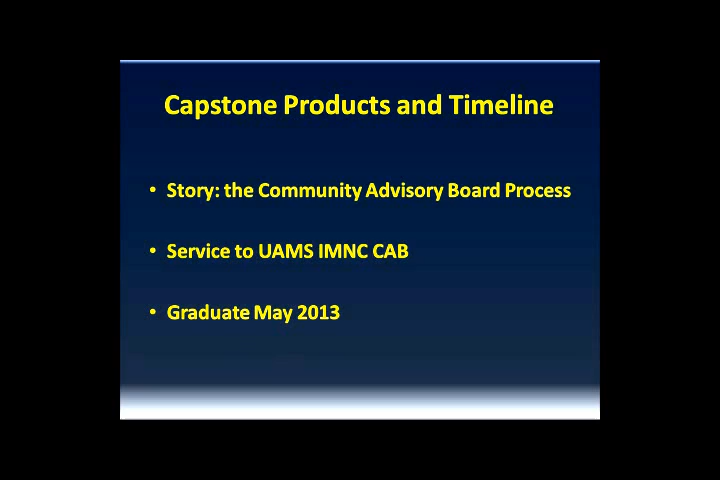 Capstone Products and Timeline
• Story: the Community Advisory Board Process
• Service to UAMS IMNC CAB
• Graduate May 2013